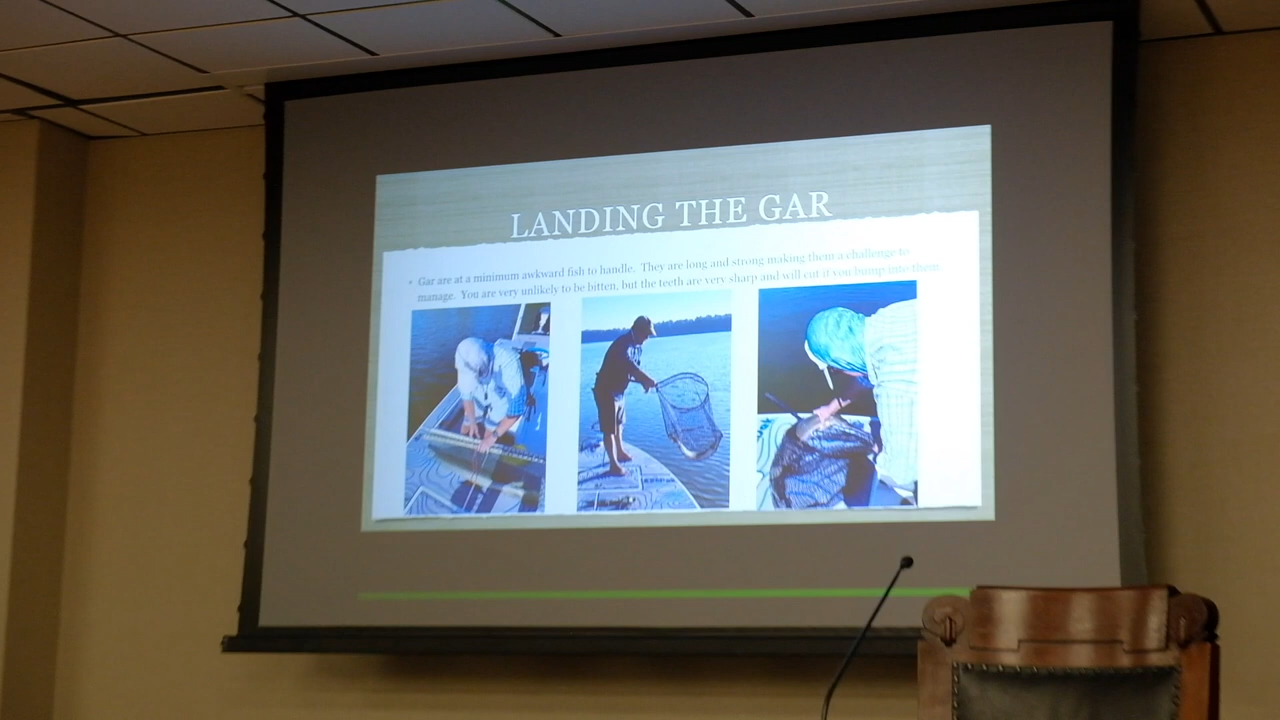 LANDING THE GAR
• Gar are at a minimum awkward fish to handle. They are long and strong making them a challenge to
manage. You are very unlikely to be bitten, but the teeth are very sharp and will cut if you bump into them.